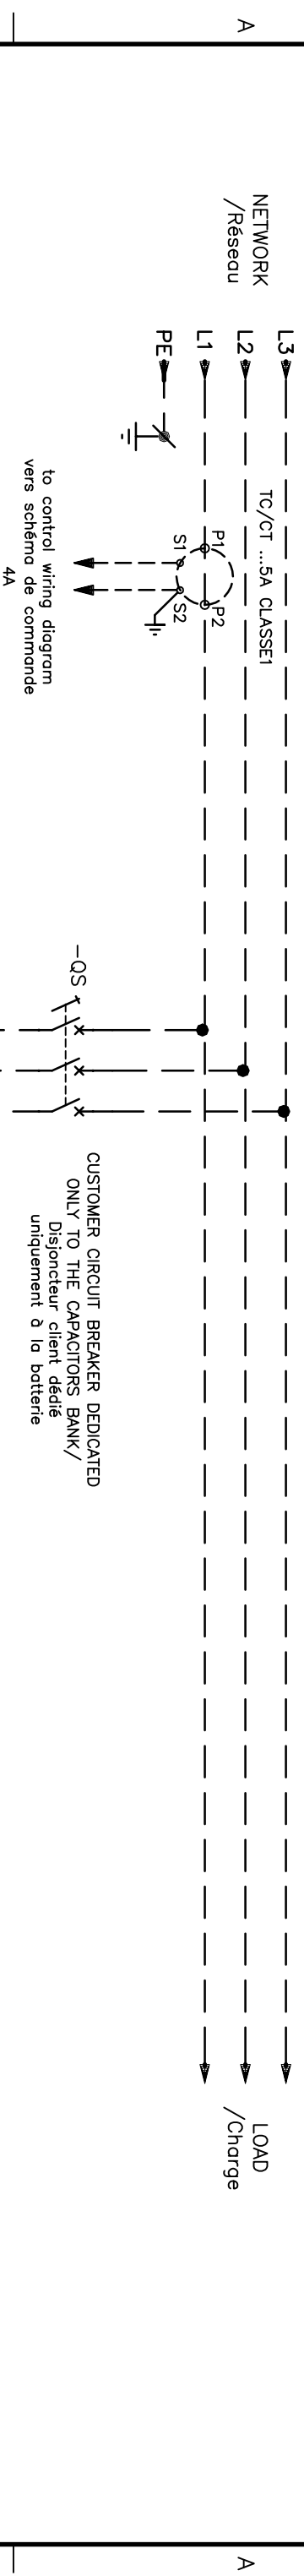 A
NETWORK
/Réseau
L3
L2
L1
PE
TC/CT ...5A CLASSE1
P1
P2
S1
S2
to control wiring diagram
vers schéma de commande
4A
-QS
CUSTOMER CIRCUIT BREAKER DEDICATED
ONLY TO THE CAPACITORS BANK/
Disjoncteur client dédié
uniquement à la batterie
LOAD
/Charge
A